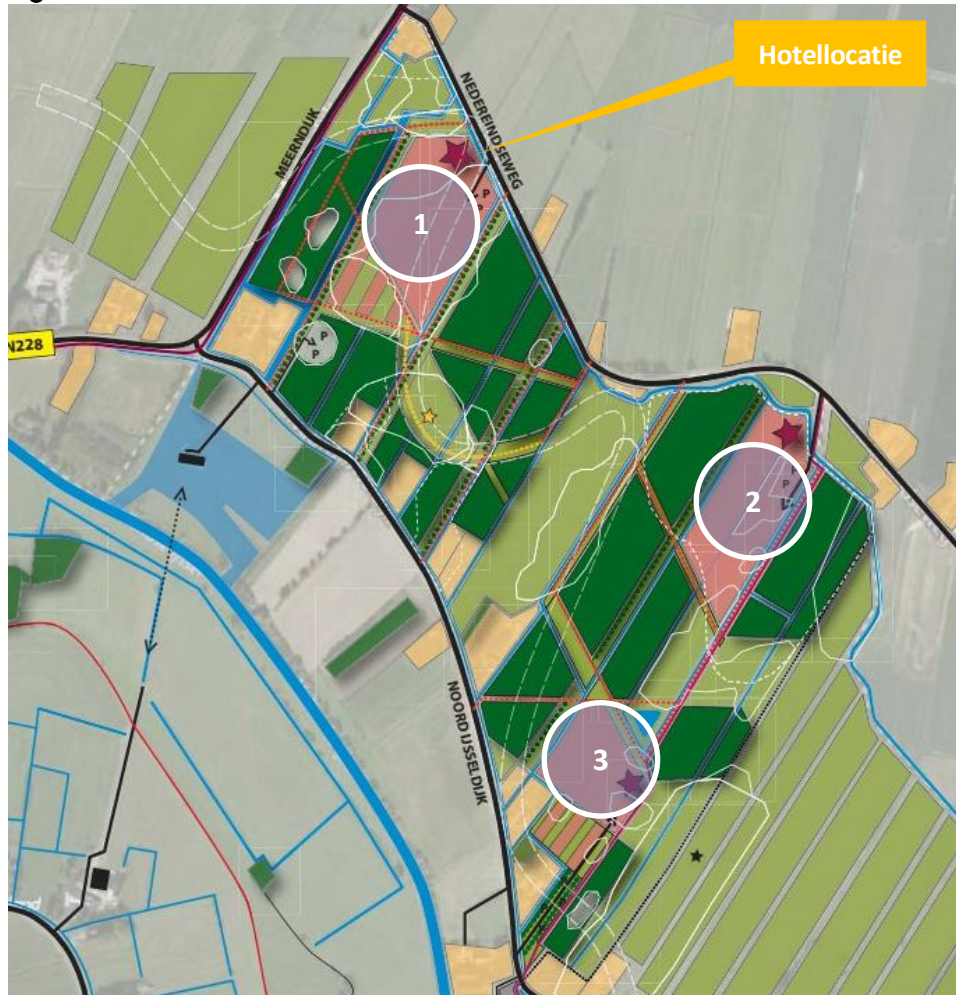 Hotellocatie
MEERNDIJK
NEDEREINDSEWEG
P
1
N228
P
P
2
P
NOORD IJSSELDIJK
3